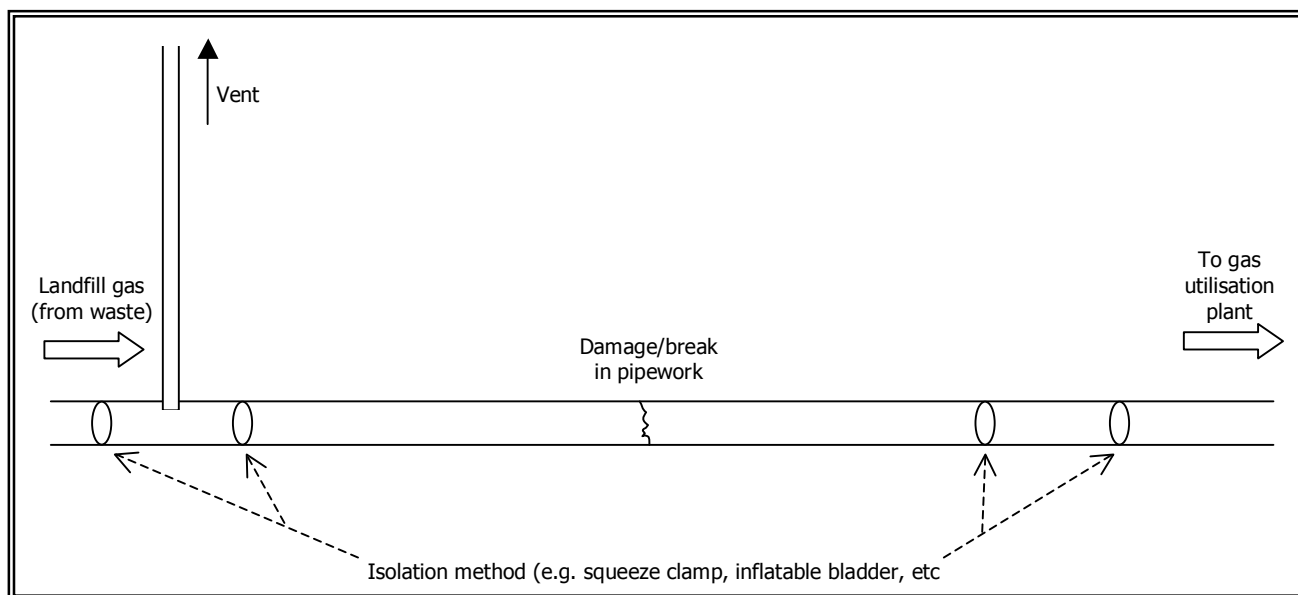 Vent
Landfill gas
(from waste)
To gas
utilisation
plant
Damage/break
in pipework
Isolation method (e.g. squeeze clamp, inflatable bladder, etc